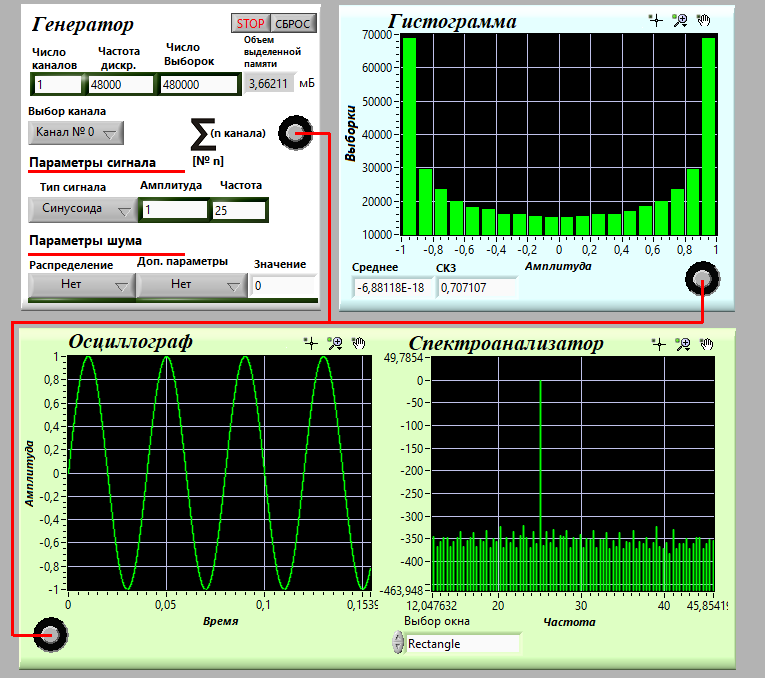 Генератор
STOP СБРОС
Число каналов
Частота дискр.
Число Выборок
Объем выделенной памяти
1
48000
480000
3,66211 мБ
Выбор канала
Канал № 0
∑(n канала)
[№ n]
Параметры сигнала
Тип сигнала
Амплитуда
Частота
Синусоида
1
25
Параметры шума
Распределение
Доп. параметры
Значение
Нет
Нет
0
Гистограмма
Выборки
70000
60000
50000
40000
30000
20000
10000
-1 -0,8 -0,6 -0,4 -0,2 0 0,2 0,4 0,6 0,8 1
Амплитуда
Среднее
СКЗ
-6,88118E-18
0,707107
Осциллограф
Амплитуда
1
0,8
0,6
0,4
0,2
0
-0,2
-0,4
-0,6
-0,8
-1
0 0,05 0,1 0,1539
Время
Спектроанализатор
49,7854
0
-50
-100
-150
-200
-250
-300
-350
-400
-463,948
12,047632 20 30 40 45,85419
Выбор окна
Частота
Rectangle